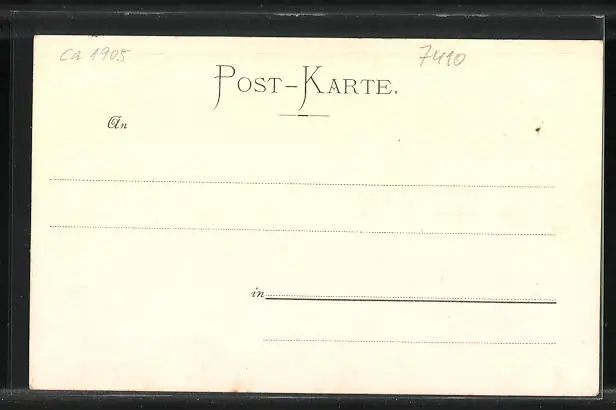 ca 1905 7410
POST-KARTE.
An
in